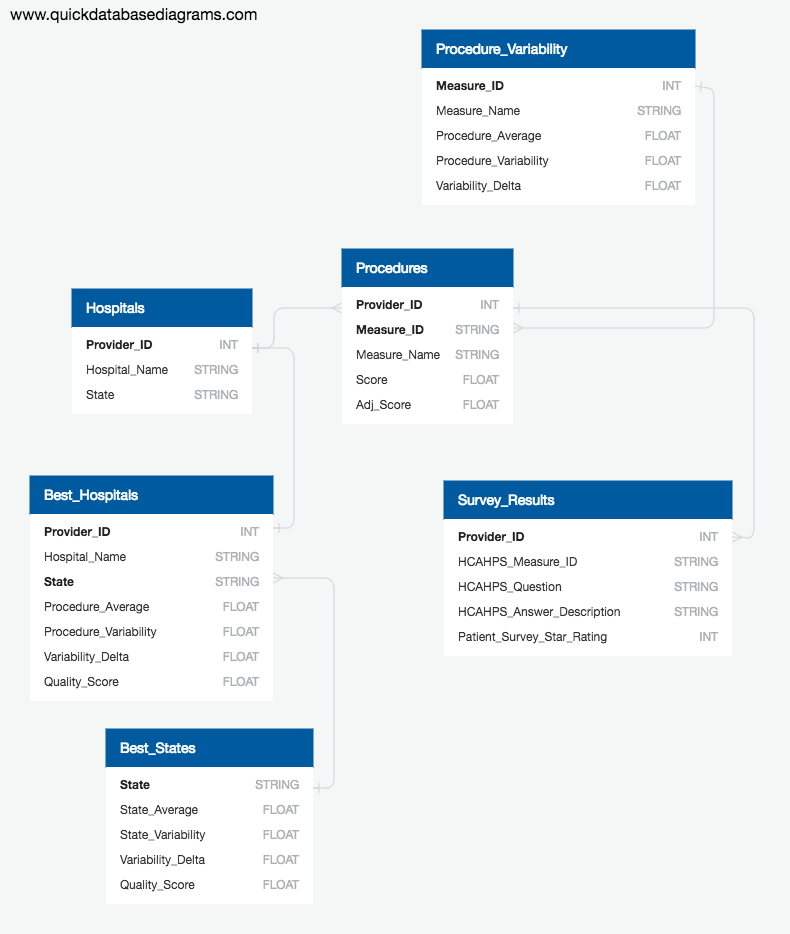 www.quickdatabasediagrams.com
Procedure_Variability
Measure_ID INT
Measure_Name STRING
Procedure_Average FLOAT
Procedure_Variability FLOAT
Variability_Delta FLOAT
Procedures
Provider_ID INT
Measure_ID STRING
Measure_Name STRING
Score FLOAT
Adj_Score FLOAT
Hospitals
Provider_ID INT
Hospital_Name STRING
State STRING
Best_Hospitals
Provider_ID INT
Hospital_Name STRING
State STRING
Procedure_Average FLOAT
Procedure_Variability FLOAT
Variability_Delta FLOAT
Quality_Score FLOAT
Survey_Results
Provider_ID INT
HCAHPS_Measure_ID STRING
HCAHPS_Question STRING
HCAHPS_Answer_Description STRING
Patient_Survey_Star_Rating INT
Best_States
State STRING
State_Average FLOAT
State_Variability FLOAT
Variability_Delta FLOAT
Quality_Score FLOAT